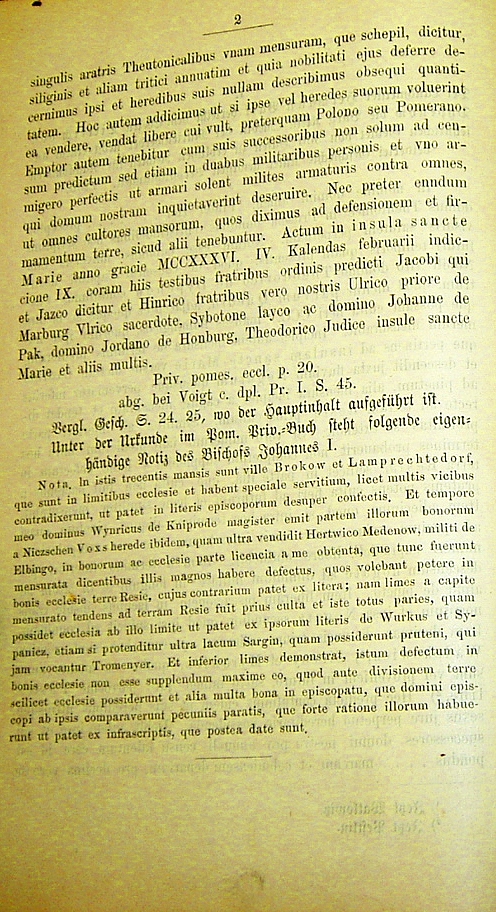 2
singulis aratris Theutonicalibus vnam mensuram, que schepil, dicitur,
siliginis et aliam tritici annuatim et quia nobilitati ejus deferre de-
cernimus ipsi et heredibus suis nullam describimus obsequi quanti-
tatem. Hoc autem addicimus ut si ipse vel heredes suorum voluerint
ea vendere, vendat libere cui vult, preterquam Polono seu Pomerano.
Emptor autem tenebitur cum suis successoribus non solum ad cen-
sum predictum sed etiam in duabus militaribus personis et vno ar-
migero perfectis ut armari solent milites armaturis contra omnes,
qui domum nostram inquietaverint deseruire. Nec preter eundum
ut omnes cultores mansorum, quos diximus ad defensionem et fir-
mamentum terre, sicud alii tenebuntur. Actum in insula sancte
Marie anno gracie MCCXXXVI. IV. Kalendas februarii indic-
cione IX. coram hiis testibus fratribus ordinis predicti Jacobi qui
et Jazco dicitur et Hinrico fratribus vero nostris Ulrico priore de
Marburg Vlrico sacerdote, Sybotone layco ac domino Johanne de
Pak, domino Jordano de Honburg, Theodorico Judice insule sancte
Marie et aliis multis.
Priv. pomes. eccl. p. 20.
abg. bei Voigt c. dpl. Pr. I. S. 45.
Vergl. Gesch. S. 24. 25, wo der Hauptinhalt aufgeführt ist.
Unter der Urkunde im Pom. Priv.-Buch steht folgende eigen-
händige Notiz des Bischofs Johannes I.
Nota. In istis trecentis mansis sunt ville Brokow et Lamprechtedorf,
que sunt in limitibus ecclesie et habent speciale servitium, licet multis vicibus
contradixerunt, ut patet in literis episcoporum desuper confectis. Et tempore
meo dominus Wynricus de Kniprode magister emit partem illorum bonorum
a Niczschen Voxs herede ibidem, quam ultra vendidit Hertwico Medenow, militi de
Elbingo, in bonorum ac ecclesie parte licencia a me obtenta, que tunc fuerunt
mensurata dicentibus illis magnos habere defectus, quos volebant petere in
bonis ecclesie terre Resie, cujus contrarium patet ex litera; nam limes a capite
mensurato tendens ad terram Resie fuit prius culta et iste totus paries, quam
possidet ecclesia ab illo limite ut patet ex ipsorum literis de Wurkus et Sy-
paniez, etiam si protenditur ultra lacum Sargin, quam possiderunt pruteni, qui
jam vocantur Tromenyer. Et inferior limes demonstrat, istum defectum in
bonis ecclesie non esse supplendum maxime eo, quod ante divisionem terre
scilicet ecclesie possiderunt et alia multa bona in episcopatu, que domini epis-
copi ab ipsis comparaverunt pecuniis paratis, que forte ratione illorum habue-
runt ut patet ex infrascriptis, que postea date sunt.